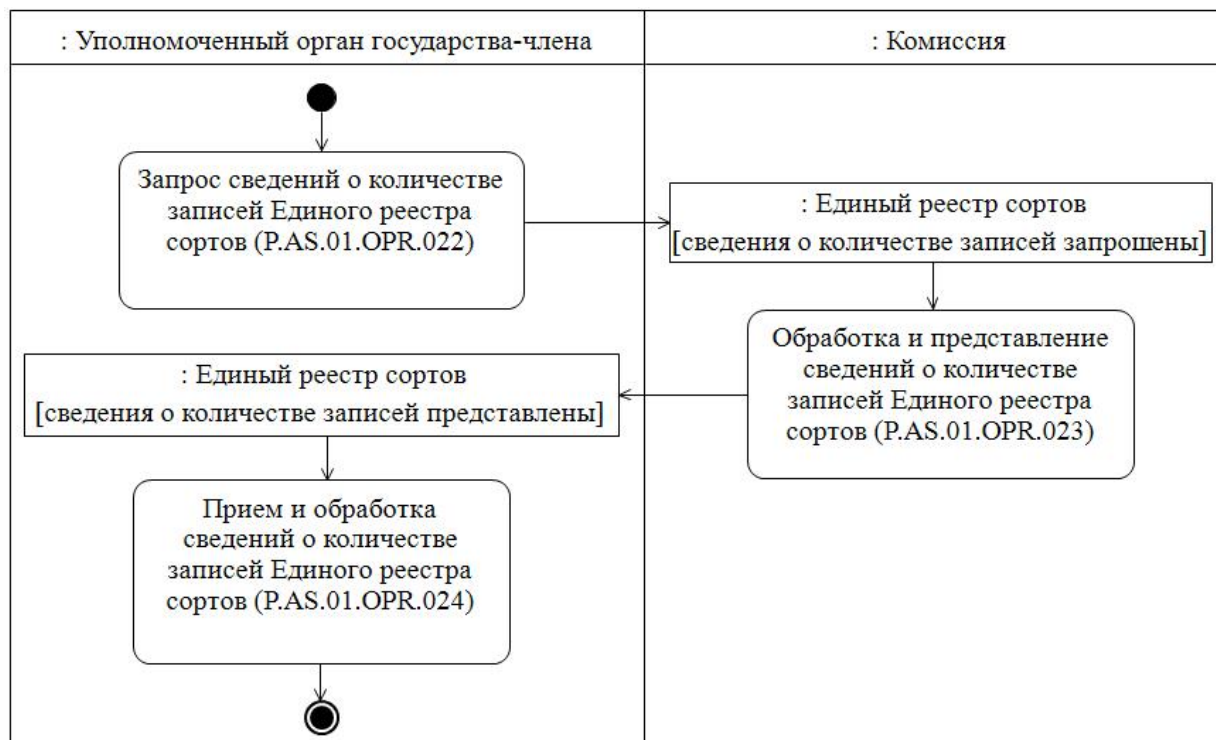 : Уполномоченный орган государства-члена
: Комиссия
Запрос сведений о количестве
записей Единого реестра
сортов (P.AS.01.OPR.022)
: Единый реестр сортов
[сведения о количестве записей запрошены]
Обработка и представление
сведений о количестве
записей Единого реестра
сортов (P.AS.01.OPR.023)
: Единый реестр сортов
[сведения о количестве записей представлены]
Прием и обработка
сведений о количестве
записей Единого реестра
сортов (P.AS.01.OPR.024)